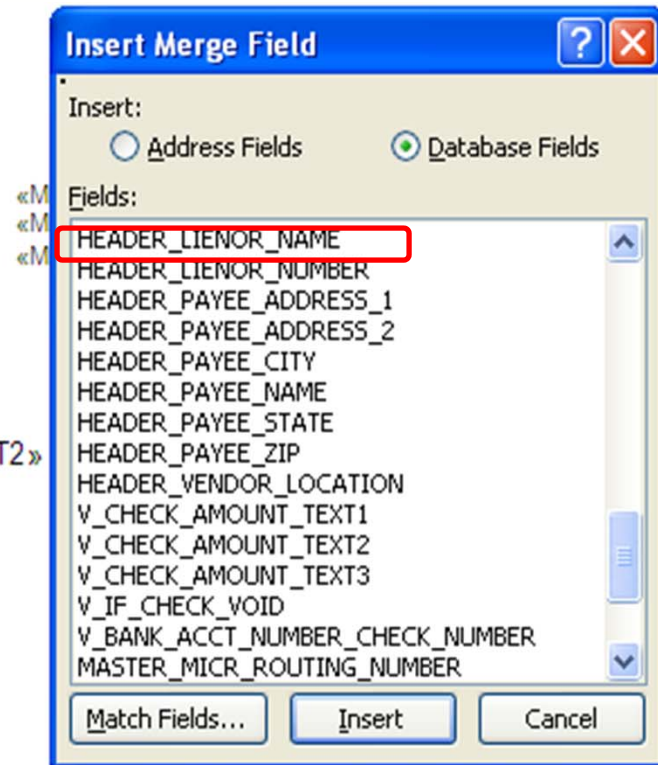 Insert Merge Field
Insert:
Address Fields
Database Fields
«M
Fields:
«M
«M
HEADER_LIENOR_NAME
HEADER_LIENOR_NUMBER
HEADER_PAYEE_ADDRESS_1
HEADER_PAYEE_ADDRESS_2
HEADER_PAYEE_CITY
HEADER_PAYEE_NAME
HEADER_PAYEE_STATE
T2»
HEADER_PAYEE_ZIP
HEADER_VENDOR_LOCATION
V_CHECK_AMOUNT_TEXT1
V_CHECK_AMOUNT_TEXT2
V_CHECK_AMOUNT_TEXT3
V_IF_CHECK_VOID
V_BANK_ACCT_NUMBER_CHECK_NUMBER
MASTER_MICR_ROUTING_NUMBER
Match Fields...
Insert
Cancel